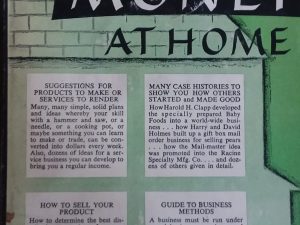 MONEY
AT HOME
SUGGESTIONS FOR
PRODUCTS TO MAKE OR
SERVICES TO RENDER
Many, many simple, solid plans
and ideas whereby your skill
with a hammer and saw, or a
needle, or a cooking pot, or
maybe something you can learn
to make or trade, can be con-
verted into dollars every week.
Also, dozens of ideas for a ser-
vice business you can develop to
bring you a regular income.
MANY CASE HISTORIES TO
SHOW YOU HOW OTHERS
STARTED and MADE GOOD
How Harold H. Clapp developed
the specially prepared Baby
Foods into a world-wide busi-
ness . . . how Harry and David
Holmes built up a gift box mail
order business for selling pears
. . . how the Mail-master idea
was promoted into the Racine
Specialty Mfg. Co. . . . and doz-
ens of others given in detail.
HOW TO SELL YOUR
PRODUCT
How to determine the best dis-
GUIDE TO BUSINESS
METHODS
A business must be run under